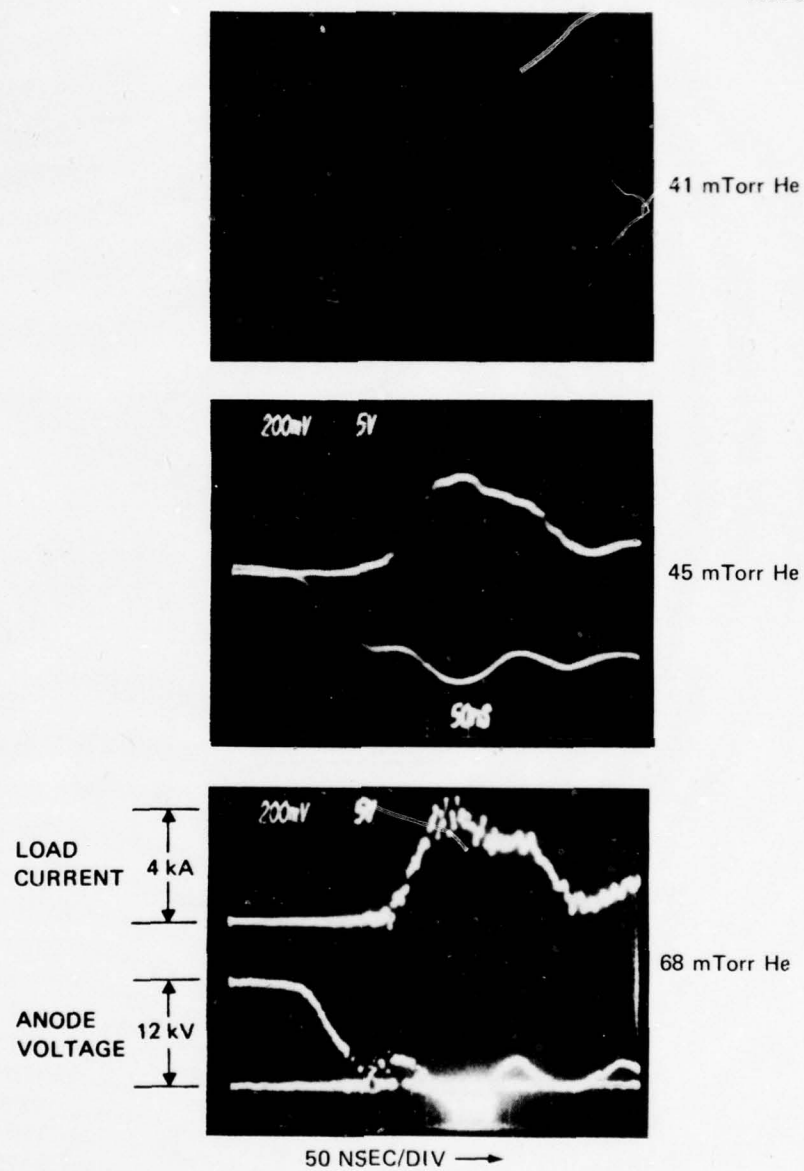 41 mTorr He
200mV 5V
45 mTorr He
50nS
200mV 5V
LOAD
CURRENT
4 kA
68 mTorr He
ANODE
VOLTAGE
12 kV
50 NSEC/DIV